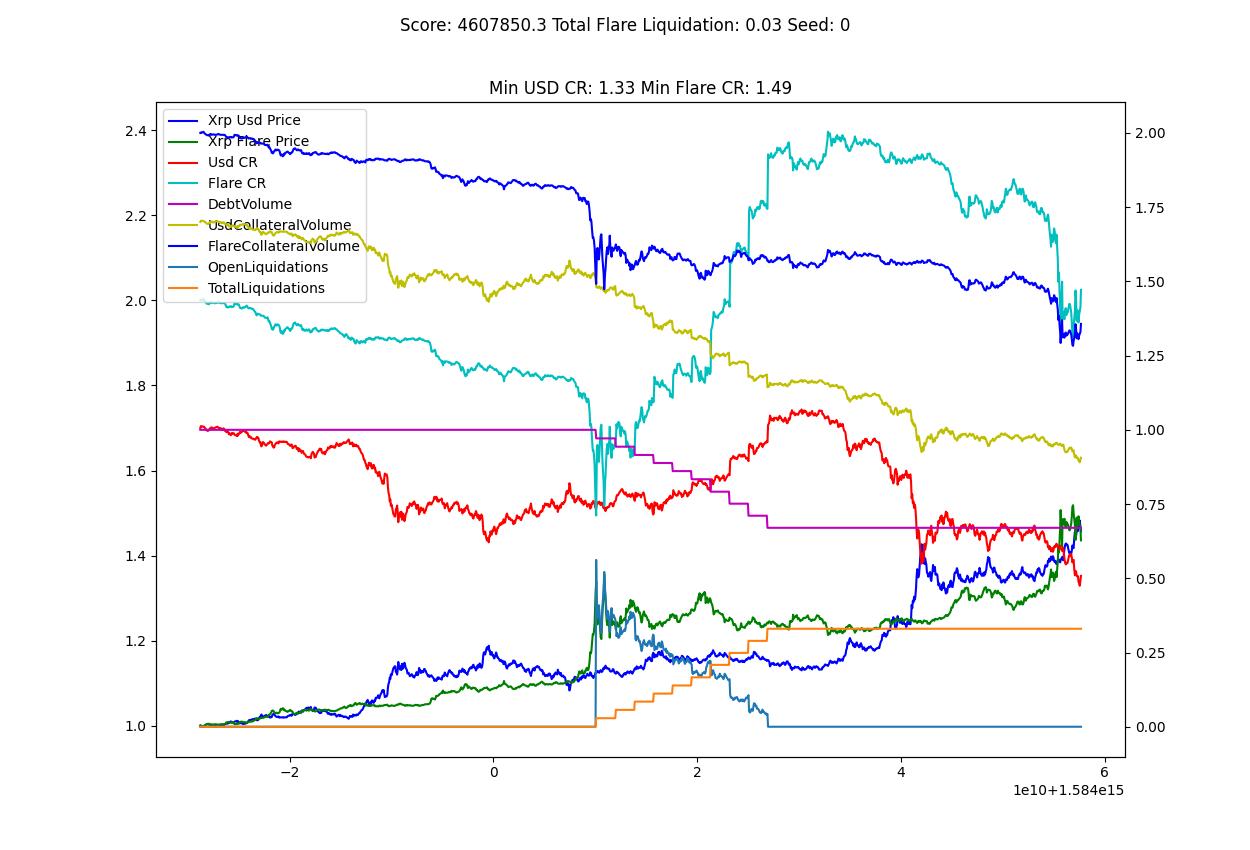 Score: 4607850.3 Total Flare Liquidation: 0.03 Seed: 0
Min USD CR: 1.33 Min Flare CR: 1.49
Xrp Usd Price
Xrp Flare Price
Usd CR
Flare CR
DebtVolume
UsdCollateralVolume
FlareCollateralVolume
OpenLiquidations
TotalLiquidations
2.4
2.2
2.0
1.8
1.6
1.4
1.2
1.0
2.00
1.75
1.50
1.25
1.00
0.75
0.50
0.25
0.00
−2 0 2 4 6
1e10+1.584e15